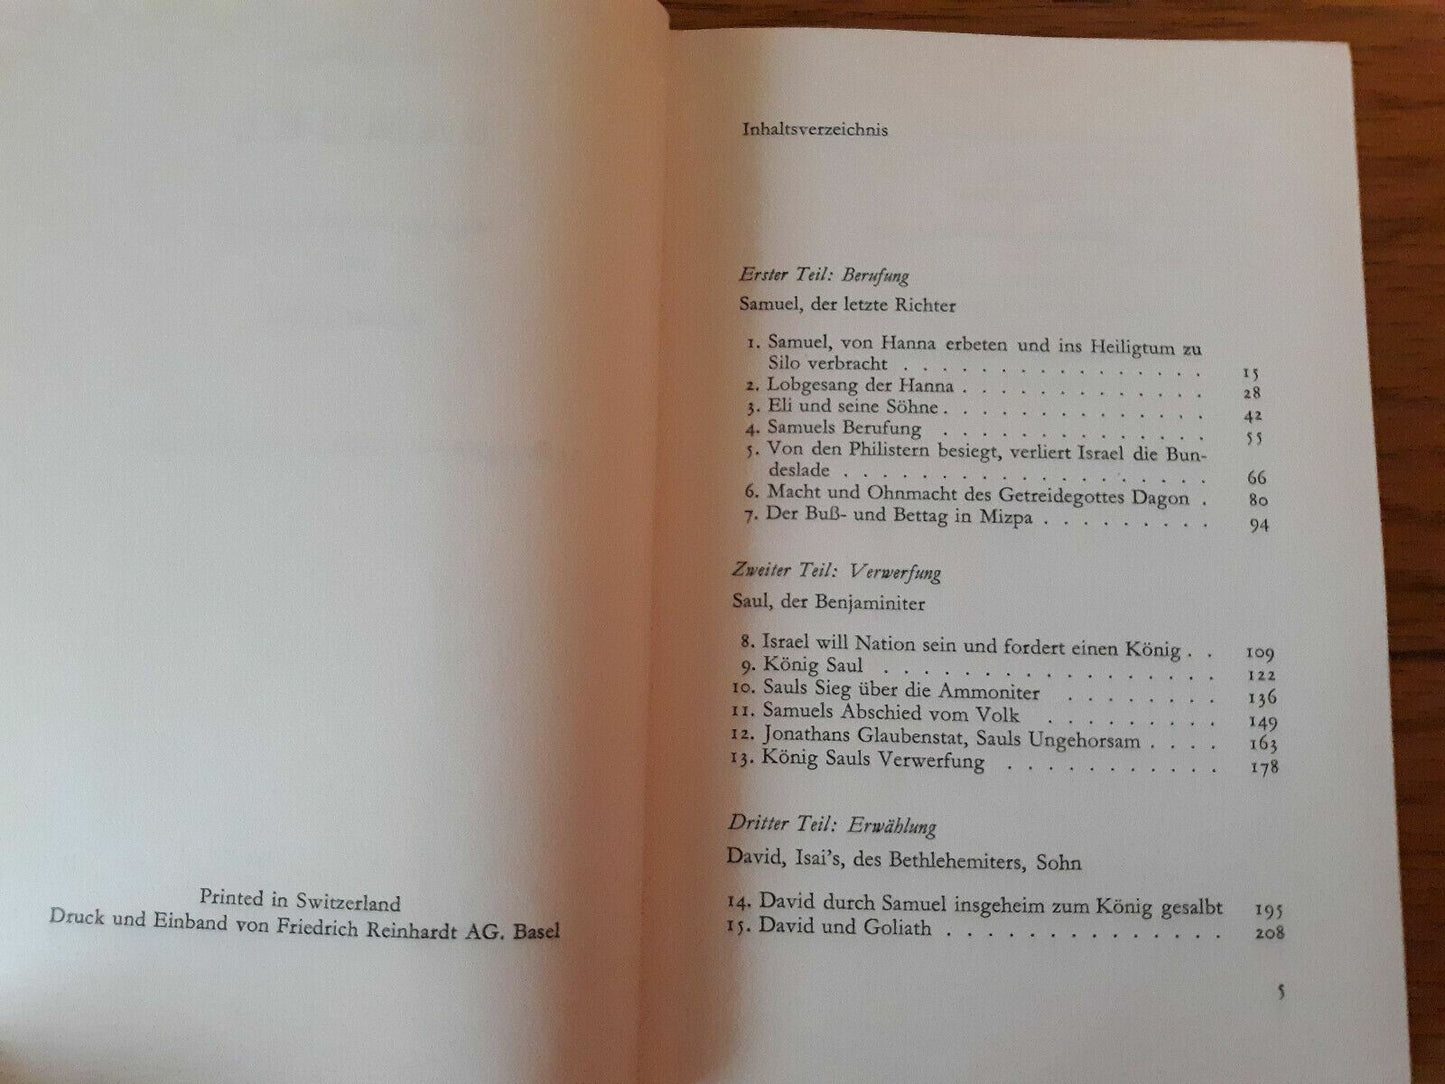 Printed in Switzerland
Druck und Einband von Friedrich Reinhardt AG. Basel
Inhaltsverzeichnis
Erster Teil: Berufung
Samuel, der letzte Richter
1. Samuel, von Hanna erbeten und ins Heiligtum zu
Silo verbracht . . . . . . . . . . . . . . . . 15
2. Lobgesang der Hanna . . . . . . . . . . . . . 28
3. Eli und seine Söhne . . . . . . . . . . . . . . 42
4. Samuels Berufung . . . . . . . . . . . . . . 55
5. Von den Philistern besiegt, verliert Israel die Bun-
deslade . . . . . . . . . . . . . . . . . . . 66
6. Macht und Ohnmacht des Getreidegottes Dagon . 80
7. Der Buß- und Bettag in Mizpa . . . . . . . . . 94
Zweiter Teil: Verwerfung
Saul, der Benjaminiter
8. Israel will Nation sein und fordert einen König . . 109
9. König Saul . . . . . . . . . . . . . . . . . 122
10. Sauls Sieg über die Ammoniter . . . . . . . . 136
11. Samuels Abschied vom Volk . . . . . . . . . 149
12. Jonathans Glaubenstat, Sauls Ungehorsam . . . . 163
13. König Sauls Verwerfung . . . . . . . . . . . 178
Dritter Teil: Erwählung
David, Isai's, des Bethlehemiters, Sohn
14. David durch Samuel insgeheim zum König gesalbt 195
15. David und Goliath . . . . . . . . . . . . . . 208
5